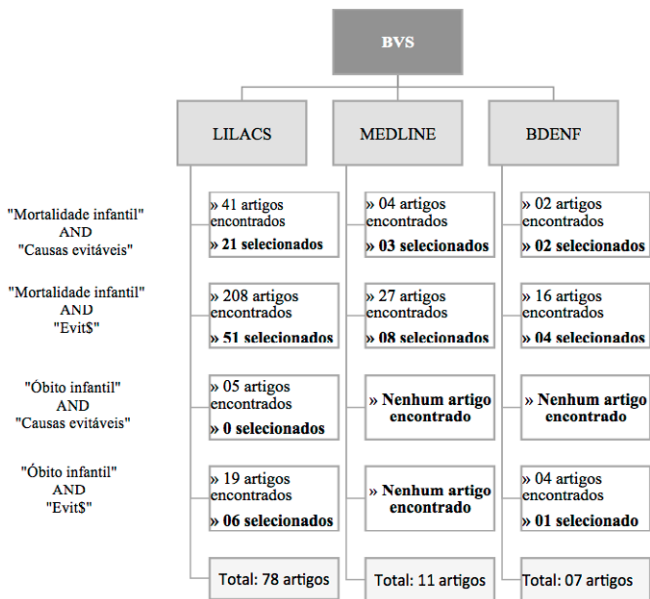 BVS
LILACS
MEDLINE
BDENF
"Mortalidade infantil"
AND
"Causas evitáveis"
» 41 artigos
encontrados
» 21 selecionados
» 04 artigos
encontrados
» 03 selecionados
» 02 artigos
encontrados
» 02 selecionados
"Mortalidade infantil"
AND
"Evit$"
» 208 artigos
encontrados
» 51 selecionados
» 27 artigos
encontrados
» 08 selecionados
» 16 artigos
encontrados
» 04 selecionados
"Óbito infantil"
AND
"Causas evitáveis"
» 05 artigos
encontrados
» 0 selecionados
» Nenhum artigo
encontrado
» Nenhum artigo
encontrado
"Óbito infantil"
AND
"Evit$"
» 19 artigos
encontrados
» 06 selecionados
» Nenhum artigo
encontrado
» 04 artigos
encontrados
» 01 selecionado
Total: 78 artigos
Total: 11 artigos
Total: 07 artigos